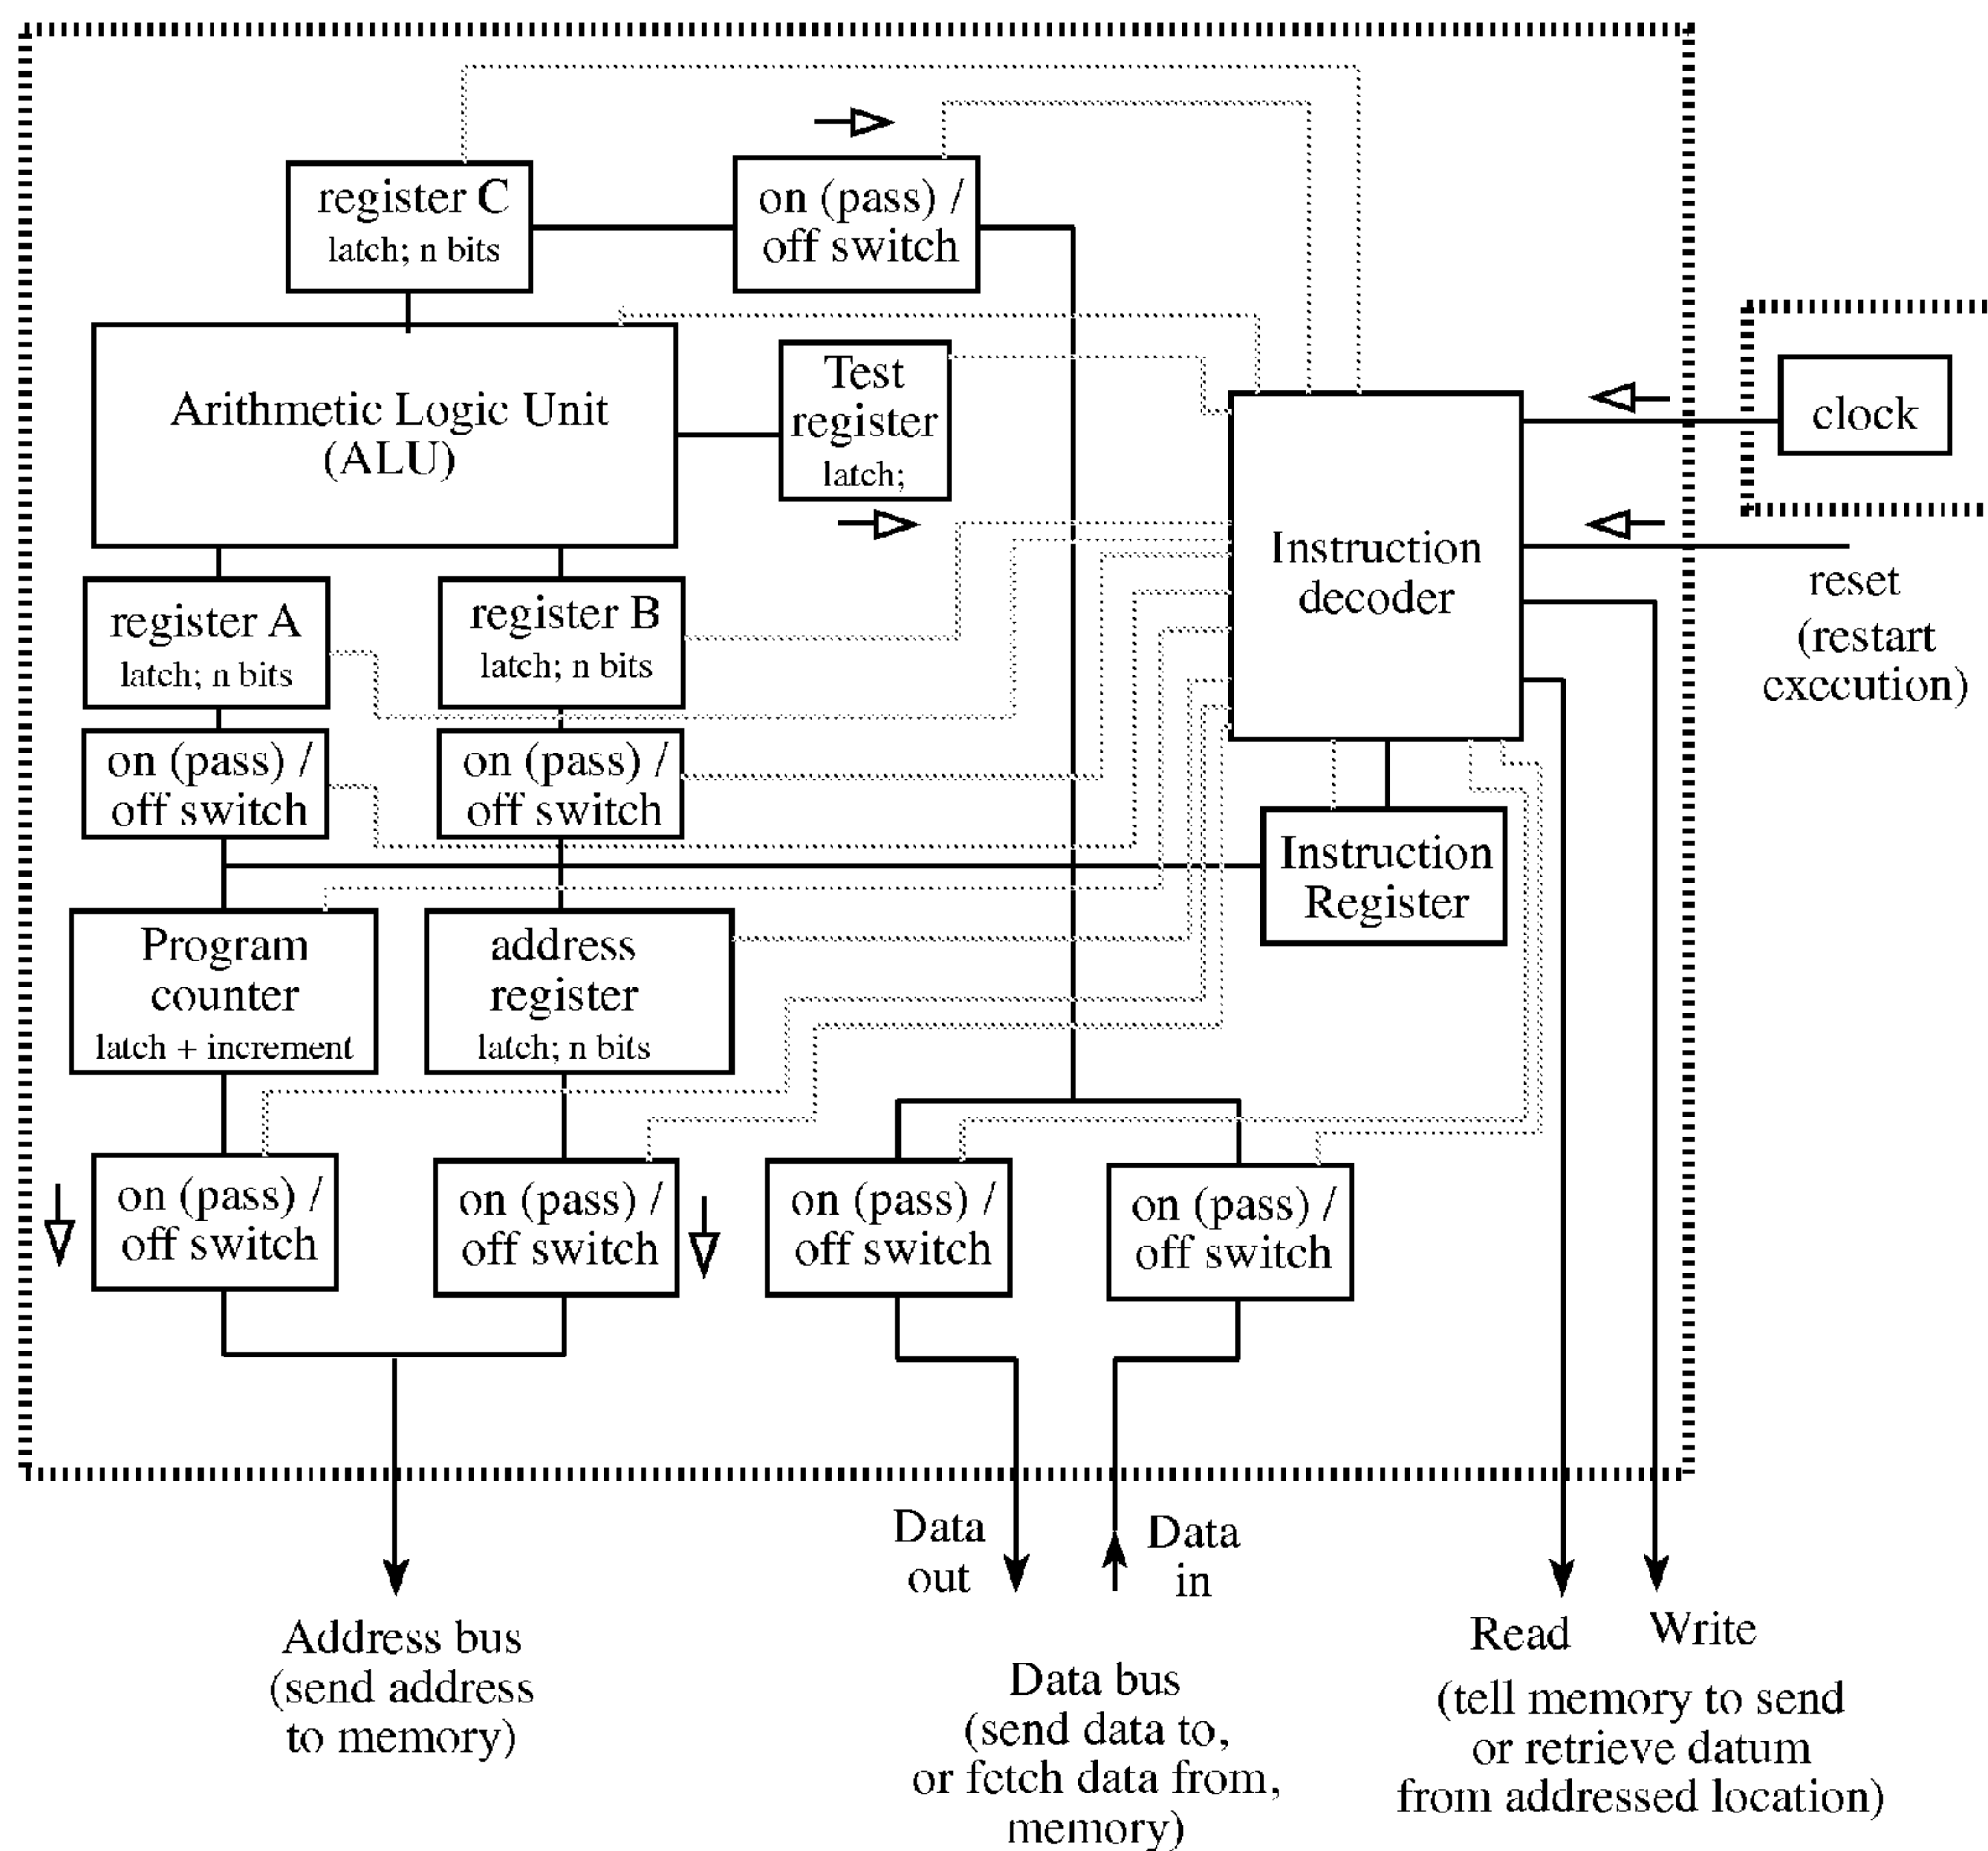 register C
latch; n bits
on (pass) /
off switch
Arithmetic Logic Unit
(ALU)
Test
register
latch;
clock
Instruction
decoder
reset
(restart
execution)
register A
latch; n bits
register B
latch; n bits
on (pass) /
off switch
on (pass) /
off switch
Instruction
Register
Program
counter
latch + increment
address
register
latch; n bits
on (pass) /
off switch
on (pass) /
off switch
on (pass) /
off switch
on (pass) /
off switch
Data
out
Data
in
Address bus
(send address
to memory)
Data bus
(send data to,
or fetch data from,
memory)
Read
Write
(tell memory to send
or retrieve datum
from addressed location)